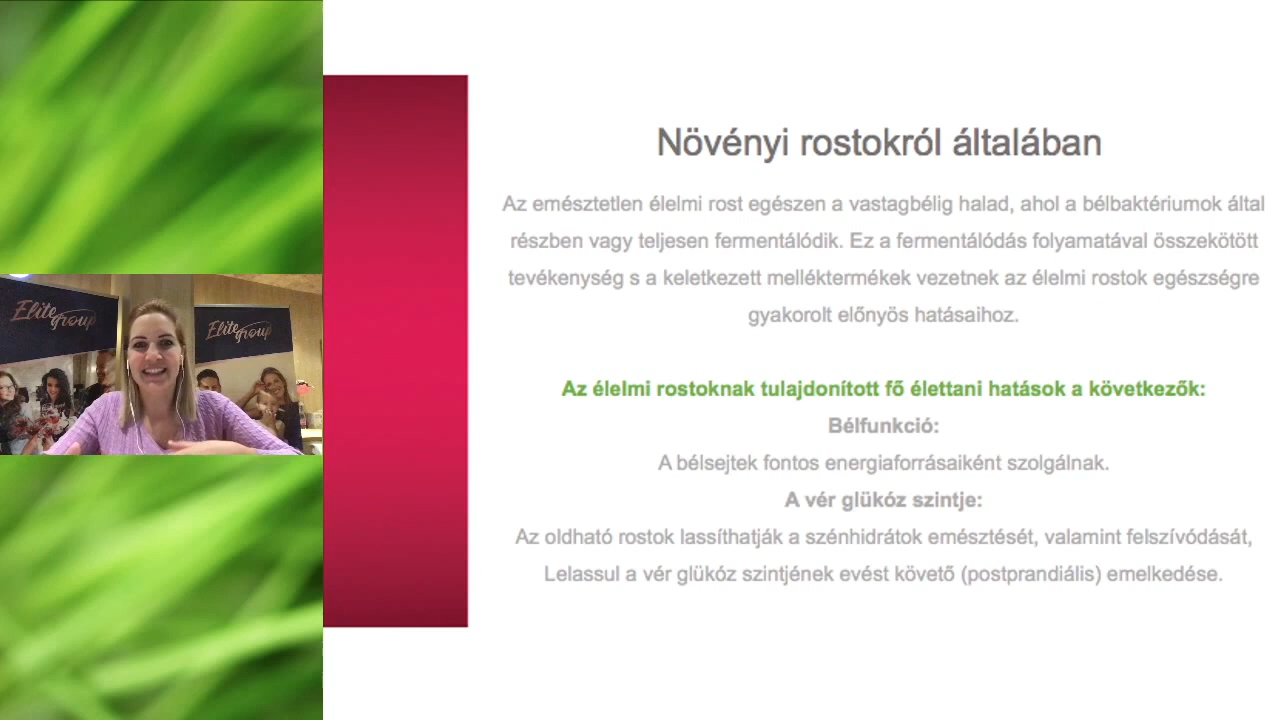 Növényi rostokról általában
Az emésztetlen élelmi rost egészen a vastagbélig halad, ahol a bélbaktériumok által
részben vagy teljesen fermentálódik. Ez a fermentálódás folyamatával összekötött
tevékenység s a keletkezett melléktermékek vezetnek az élelmi rostok egészségre
gyakorolt előnyös hatásaihoz.
Az élelmi rostoknak tulajdonított fő élettani hatások a következők:
Bélfunkció:
A bélsejtek fontos energiaforrásaiként szolgálnak.
A vér glükóz szintje:
Az oldható rostok lassíthatják a szénhidrátok emésztését, valamint felszívódását,
Lelassul a vér glükóz szintjének evést követő (postprandiális) emelkedése.
Elite group
Elite group